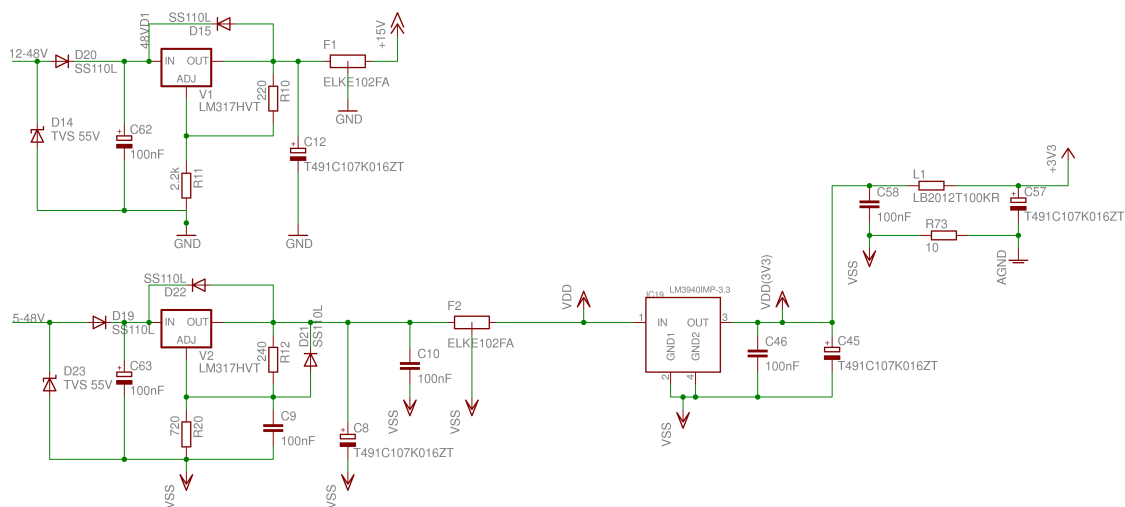 SS110L
D15
48VD1
12-48V
D20
SS110L
IN
OUT
ADJ
V1
LM317HVT
220
R10
F1
ELKE102FA
GND
+15V
D14
TVS 55V
C62
100nF
+
2.2k
R11
GND
C12
+
T491C107K016ZT
GND
SS110L
D22
5-48V
D19
SS110L
IN
OUT
ADJ
V2
LM317HVT
240
R12
D21
SS110L
D23
TVS 55V
C63
100nF
+
720
R20
C9
100nF
VSS
C8
+
T491C107K016ZT
VSS
C10
100nF
VSS
F2
ELKE102FA
VSS
VDD
IC19
LM3940IMP-3.3
1
IN
OUT
3
GND1
GND2
2
4
VSS
VDD(3V3)
C46
100nF
C45
+
T491C107K016ZT
C58
100nF
VSS
L1
LB2012T100KR
R73
10
+3V3
C57
+
T491C107K016ZT
AGND